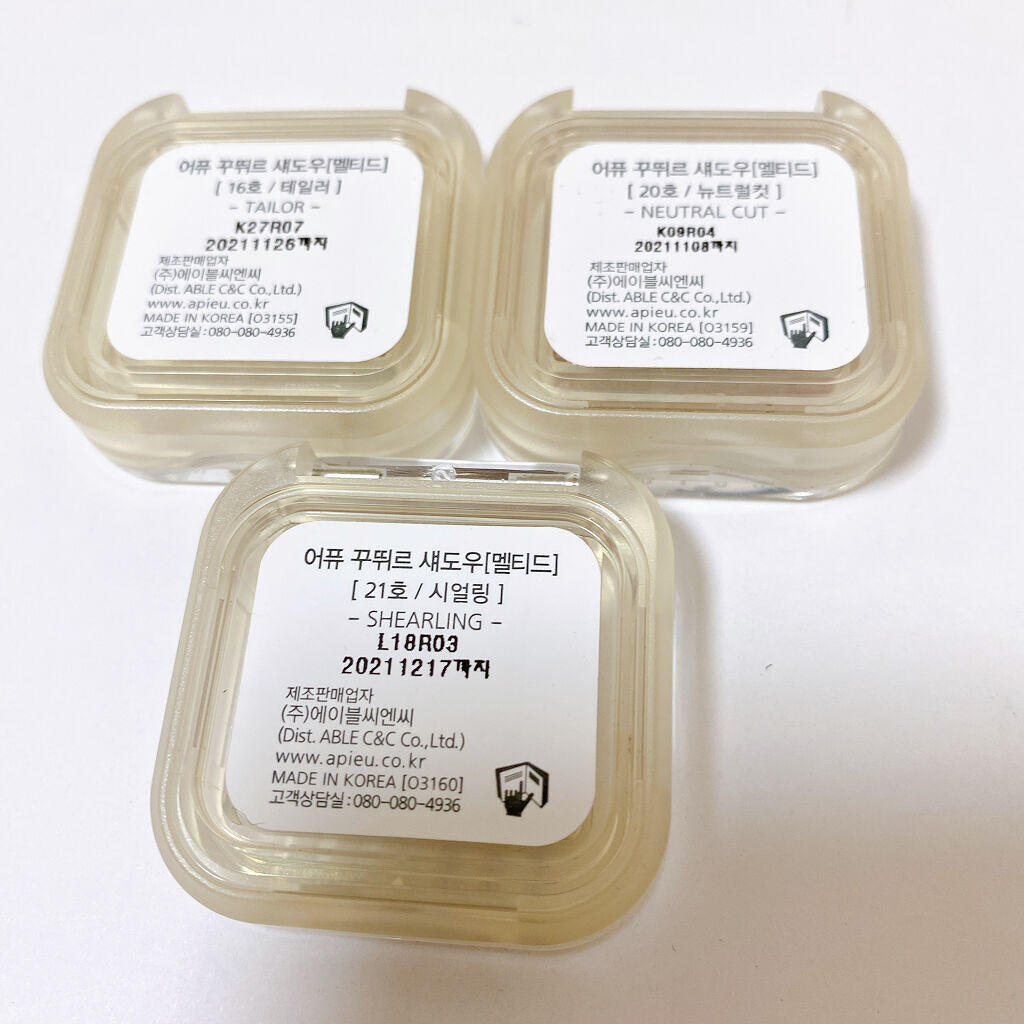 어퓨 꾸뛰르 섀도우[멜티드]
[ 16호 / 테일러 ]
– TAILOR –
K27R07
20211126까지
제조판매업자
(주)에이블씨엔씨
(Dist. ABLE C&C Co.,Ltd.)
www.apieu.co.kr
MADE IN KOREA [O3155]
고객상담실:080-080-4936
어퓨 꾸뛰르 섀도우[멜티드]
[ 20호 / 뉴트럴컷 ]
– NEUTRAL CUT –
K09R04
20211108까지
제조판매업자
(주)에이블씨엔씨
(Dist. ABLE C&C Co.,Ltd.)
www.apieu.co.kr
MADE IN KOREA [O3159]
고객상담실:080-080-4936
어퓨 꾸뛰르 섀도우[멜티드]
[ 21호 / 시얼링 ]
– SHEARLING –
L18R03
20211217까지
제조판매업자
(주)에이블씨엔씨
(Dist. ABLE C&C Co.,Ltd.)
www.apieu.co.kr
MADE IN KOREA [O3160]
고객상담실:080-080-4936